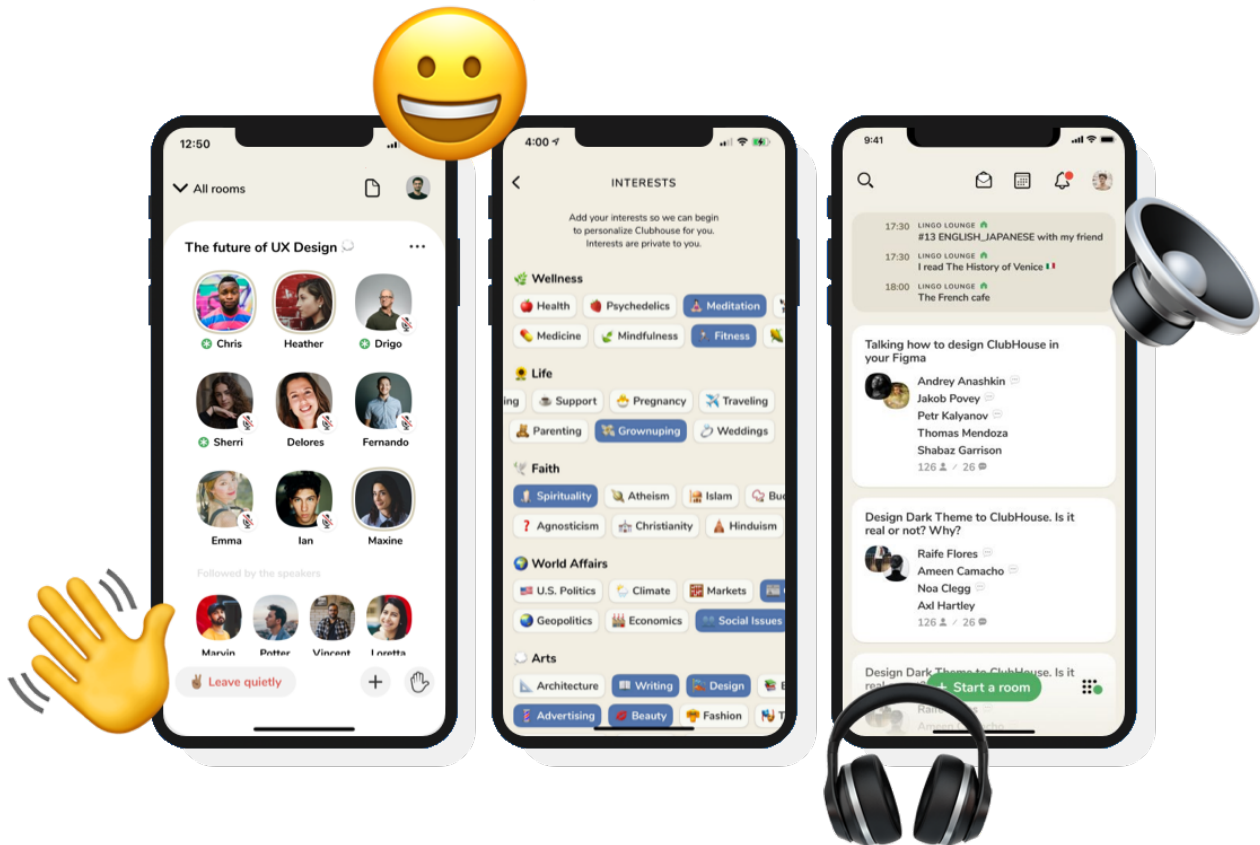 12:50
All rooms
The future of UX Design
Chris Heather Drigo
Sherri Delores Fernando
Emma Ian Maxine
Followed by the speakers
Marvin Potter Vincent Loretta
Leave quietly
4:00
INTERESTS
Add your interests so we can begin
to personalize Clubhouse for you.
Interests are private to you.
Wellness
Health Psychedelics Meditation
Medicine Mindfulness Fitness
Life
ing Support Pregnancy Traveling
Parenting Grownuping Weddings
Faith
Spirituality Atheism Islam Bud
Agnosticism Christianity Hinduism
World Affairs
U.S. Politics Climate Markets
Geopolitics Economics Social Issues
Arts
Architecture Writing Design
Advertising Beauty Fashion T
9:41
17:30 LINGO LOUNGE
#13 ENGLISH_JAPANESE with my friend
17:30 LINGO LOUNGE
I read The History of Venice
18:00 LINGO LOUNGE
The French cafe
Talking how to design ClubHouse in
your Figma
Andrey Anashkin
Jakob Povey
Petr Kalyanov
Thomas Mendoza
Shabaz Garrison
126 / 26
Design Dark Theme to ClubHouse. Is it
real or not? Why?
Raife Flores
Ameen Camacho
Noa Clegg
Axl Hartley
126 / 26
Design Dark Theme to ClubHouse. Is it
+ Start a room
Ameen Camacho